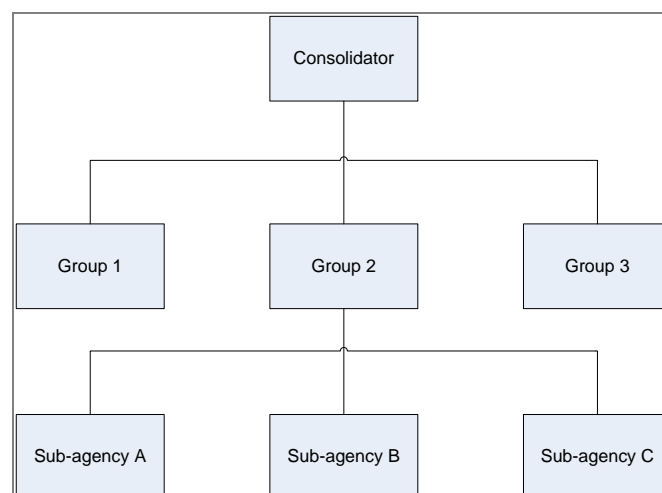 Consolidator
Group 1
Group 2
Group 3
Sub-agency A
Sub-agency B
Sub-agency C